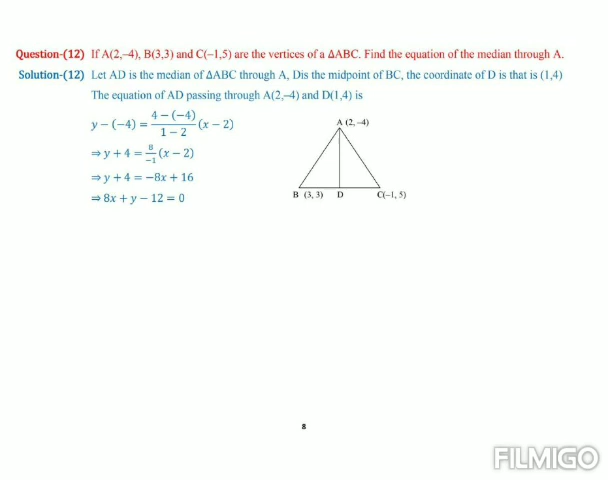 Question-(12) If A(2,–4), B(3,3) and C(–1,5) are the vertices of a ΔABC. Find the equation of the median through A.
Solution-(12) Let AD is the median of ΔABC through A, Dis the midpoint of BC, the coordinate of D is that is (1,4)
The equation of AD passing through A(2,–4) and D(1,4) is
y − (−4) = \frac{4 − (−4)}{1 − 2} (x − 2)
⇒ y + 4 = \frac{8}{−1} (x − 2)
⇒ y + 4 = −8x + 16
⇒ 8x + y − 12 = 0
A (2, –4)
B (3, 3) D C(–1, 5)
8
FILMIGO